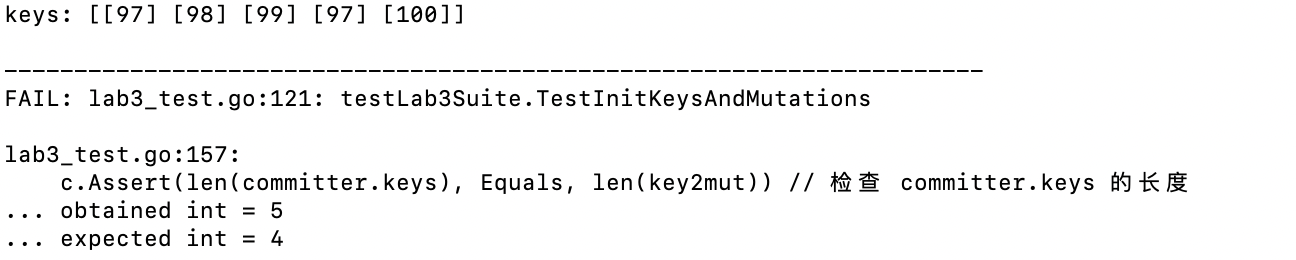 keys: [[97] [98] [99] [97] [100]]
----------------------------------------------------------------------
FAIL: lab3_test.go:121: testLab3Suite.TestInitKeysAndMutations
lab3_test.go:157:
    c.Assert(len(committer.keys), Equals, len(key2mut)) // 检查 committer.keys 的长度
... obtained int = 5
... expected int = 4